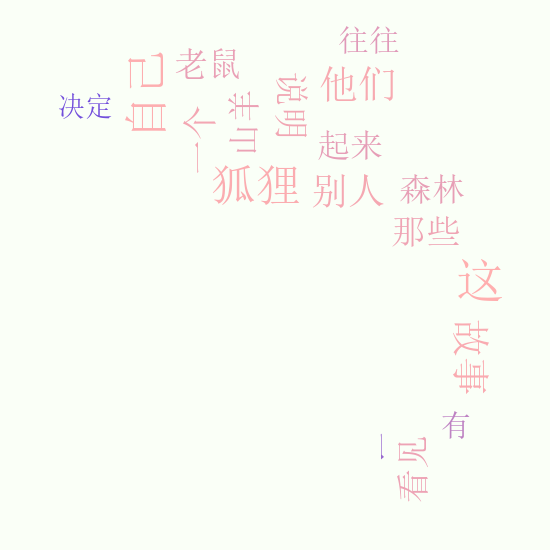 往往
老鼠
自己
他们
说明
决定
山羊
一个
起来
狐狸
别人
森林
那些
这
故事
有
一
看见